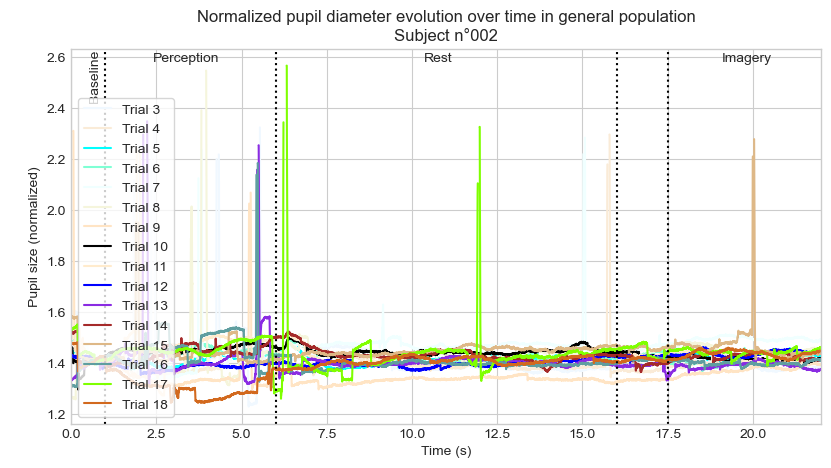 Normalized pupil diameter evolution over time in general population
Subject n°002
Baseline
Perception
Rest
Imagery
Pupil size (normalized)
2.6
2.4
2.2
2.0
1.8
1.6
1.4
1.2
Trial 3
Trial 4
Trial 5
Trial 6
Trial 7
Trial 8
Trial 9
Trial 10
Trial 11
Trial 12
Trial 13
Trial 14
Trial 15
Trial 16
Trial 17
Trial 18
0.0
2.5
5.0
7.5
10.0
12.5
15.0
17.5
20.0
Time (s)